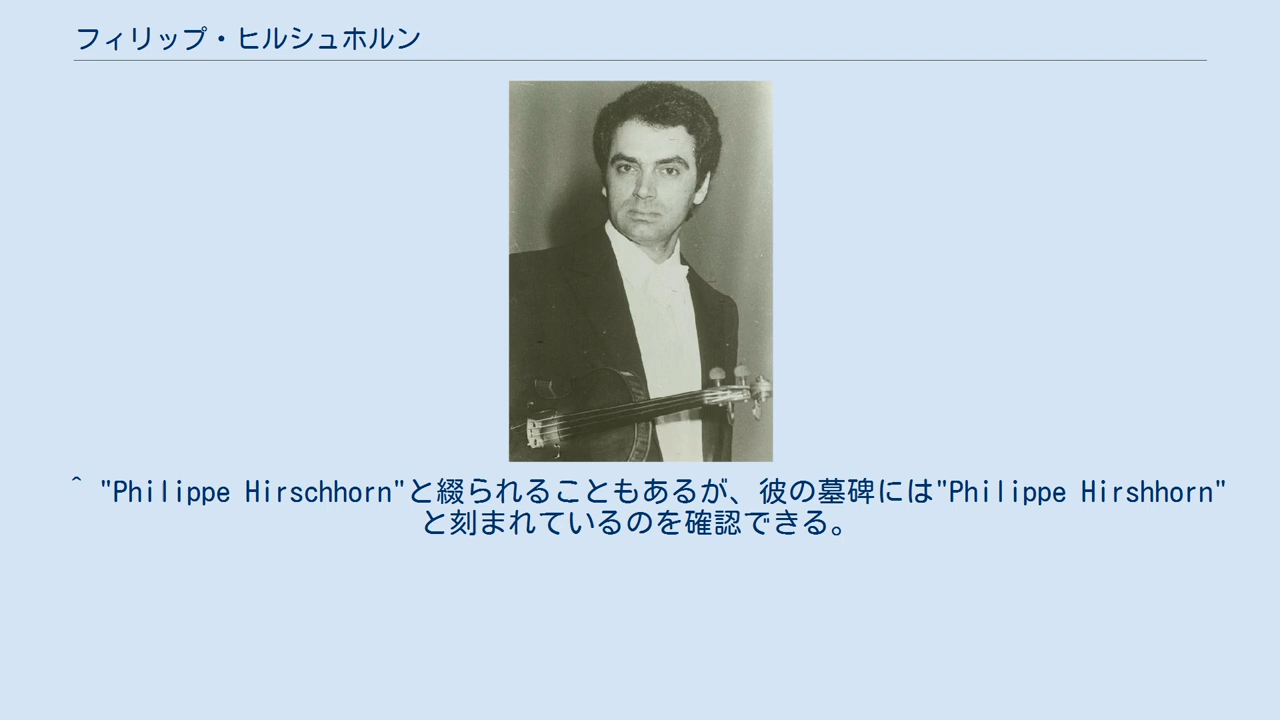 フィリップ・ヒルシュホルン
^ "Philippe Hirschhorn"と綴られることもあるが、彼の墓碑には"Philippe Hirshhorn"
と刻まれているのを確認できる。